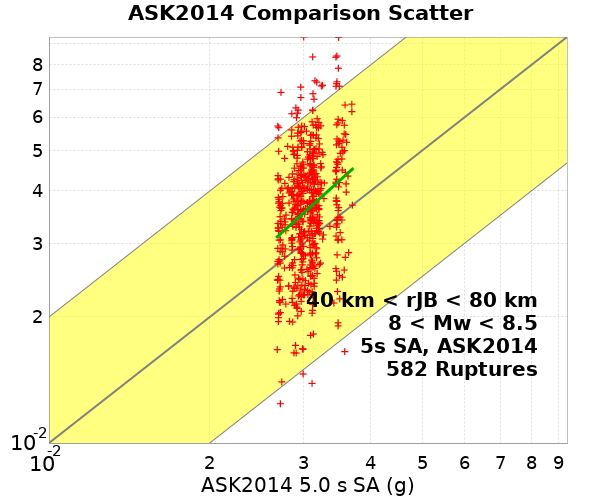 ASK2014 Comparison Scatter
8
7
6
5
4
3
2
10^-2
40 km < rJB < 80 km
8 < Mw < 8.5
5s SA, ASK2014
582 Ruptures
10^-2 2 3 4 5 6 7 8 9
ASK2014 5.0 s SA (g)